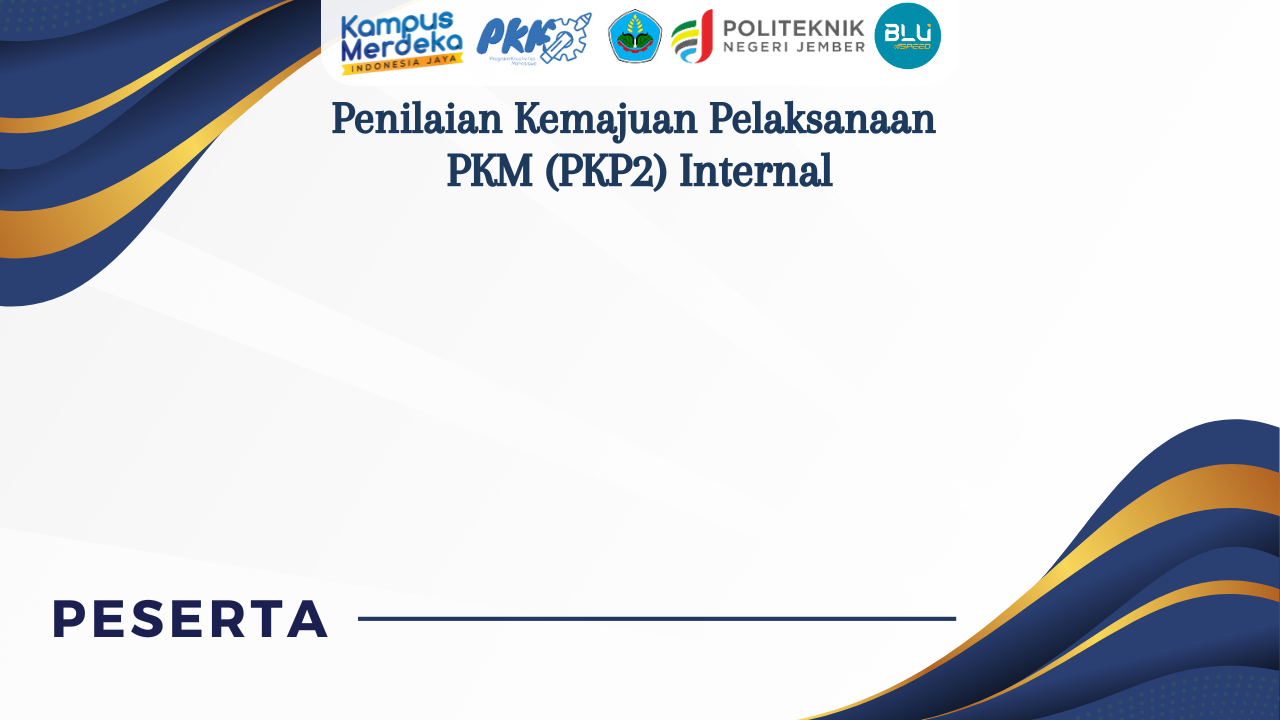 Kampus
Merdeka
INDONESIA JAYA
PKM
POLITEKNIK
NEGERI JEMBER
BLU
SPEED
Penilaian Kemajuan Pelaksanaan
PKM (PKP2) Internal
PESERTA